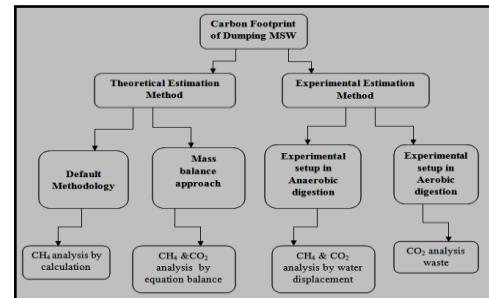 Carbon Footprint
of Dumping MSW
Theoretical Estimation
Method
Experimental Estimation
Method
Default
Methodology
Mass
balance
approach
Experimental
setup in
Anaerobic
digestion
Experimental
setup in
Aerobic
digestion
CH4 analysis by
calculation
CH4 &CO2
analysis by
equation balance
CH4 & CO2
analysis by water
displacement
CO2 analysis
waste